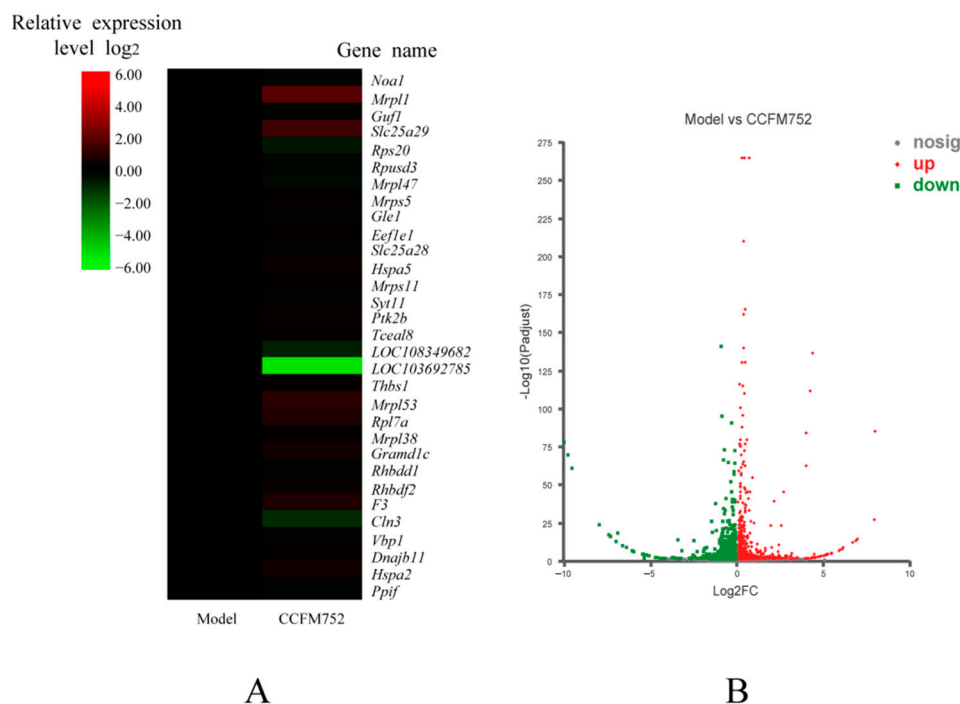 Relative expression
level log2
6.00
4.00
2.00
0.00
−2.00
−4.00
−6.00
Gene name
Noa1
Mrpl1
Guf1
Slc25a29
Rps20
Rpusd3
Mrpl47
Mrps5
Gle1
Eef1e1
Slc25a28
Hspa5
Mrps11
Syt11
Ptk2b
Tceal8
LOC108349682
LOC103692785
Thbs1
Mrpl53
Rpl7a
Mrpl38
Gramd1c
Rhbdd1
Rhbdf2
F3
Cln3
Vbp1
Dnajb11
Hspa2
Ppif
Model CCFM752
A
Model vs CCFM752
nosig
up
down
-Log10(Padjust)
275
250
225
200
175
150
125
100
75
50
25
0
−10 −5 0 5 10
Log2FC
B